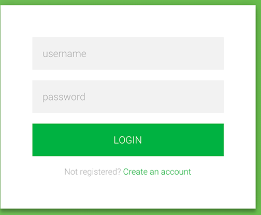 username
password
LOGIN
Not registered? Create an account